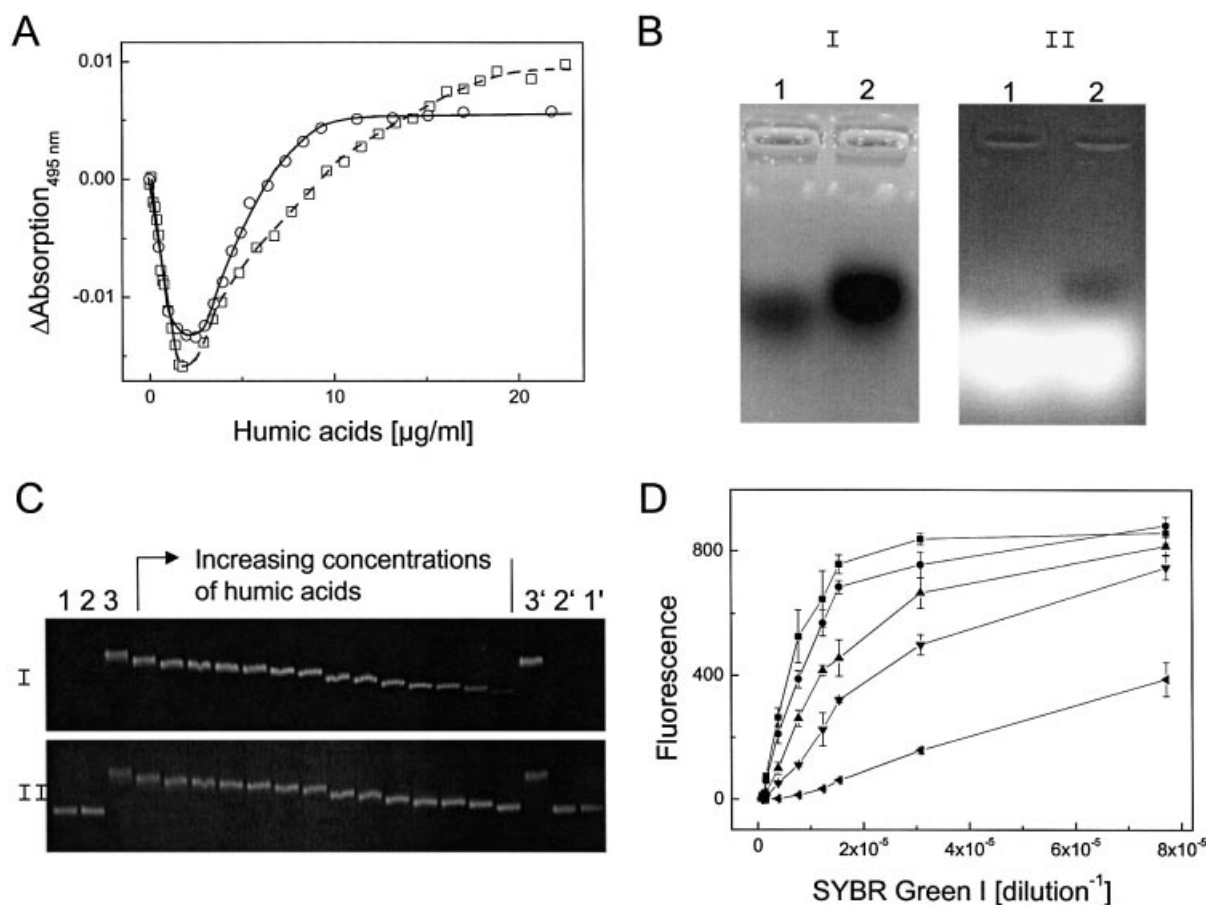 A
0.01
0.00
-0.01
ΔAbsorption495 nm
0 10 20
Humic acids [µg/ml]
B
I II
1 2 1 2
C
Increasing concentrations
of humic acids
1 2 3 3' 2' 1'
I
II
D
800
400
0
Fluorescence
0 2x10-5 4x10-5 6x10-5 8x10-5
SYBR Green I [dilution-1]